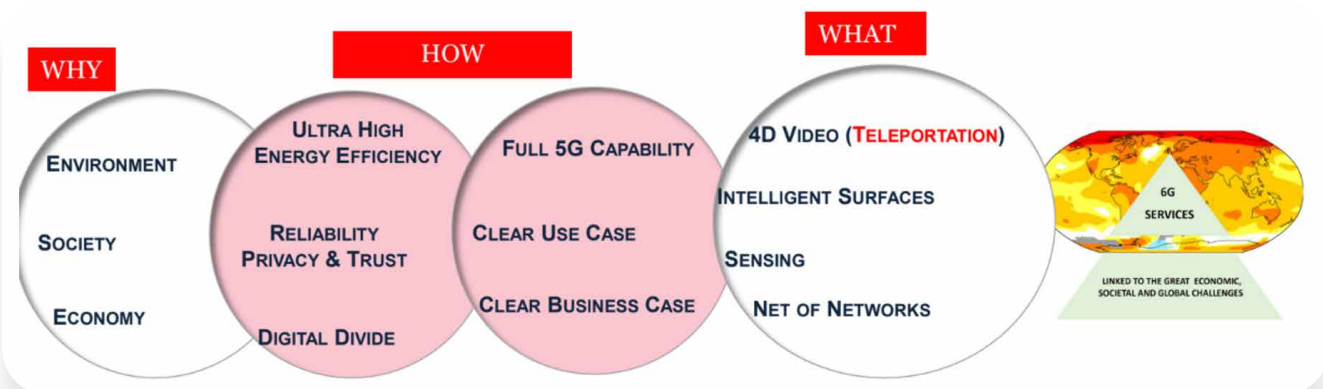 WHY
ENVIRONMENT
SOCIETY
ECONOMY
HOW
ULTRA HIGH
ENERGY EFFICIENCY
RELIABILITY
PRIVACY & TRUST
DIGITAL DIVIDE
FULL 5G CAPABILITY
CLEAR USE CASE
CLEAR BUSINESS CASE
WHAT
4D VIDEO (TELEPORTATION)
INTELLIGENT SURFACES
SENSING
NET OF NETWORKS
6G
SERVICES
LINKED TO THE GREAT ECONOMIC,
SOCIETAL AND GLOBAL CHALLENGES